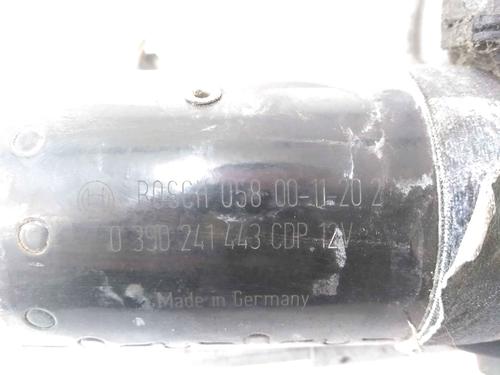 BOSCH 058 00-11-20 2
0 390 241 443 CDP 12V
Made in Germany